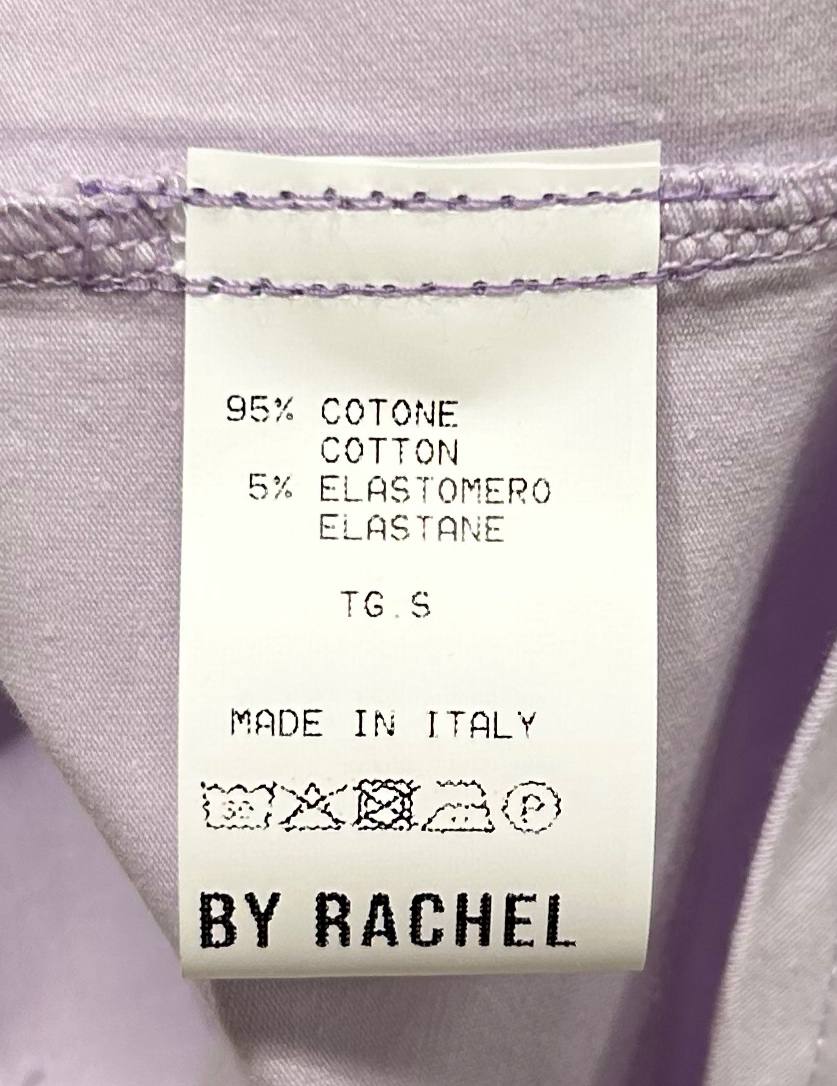 95% COTONE
COTTON
5% ELASTOMERO
ELASTANE
TG.S
MADE IN ITALY
30 P
BY RACHEL